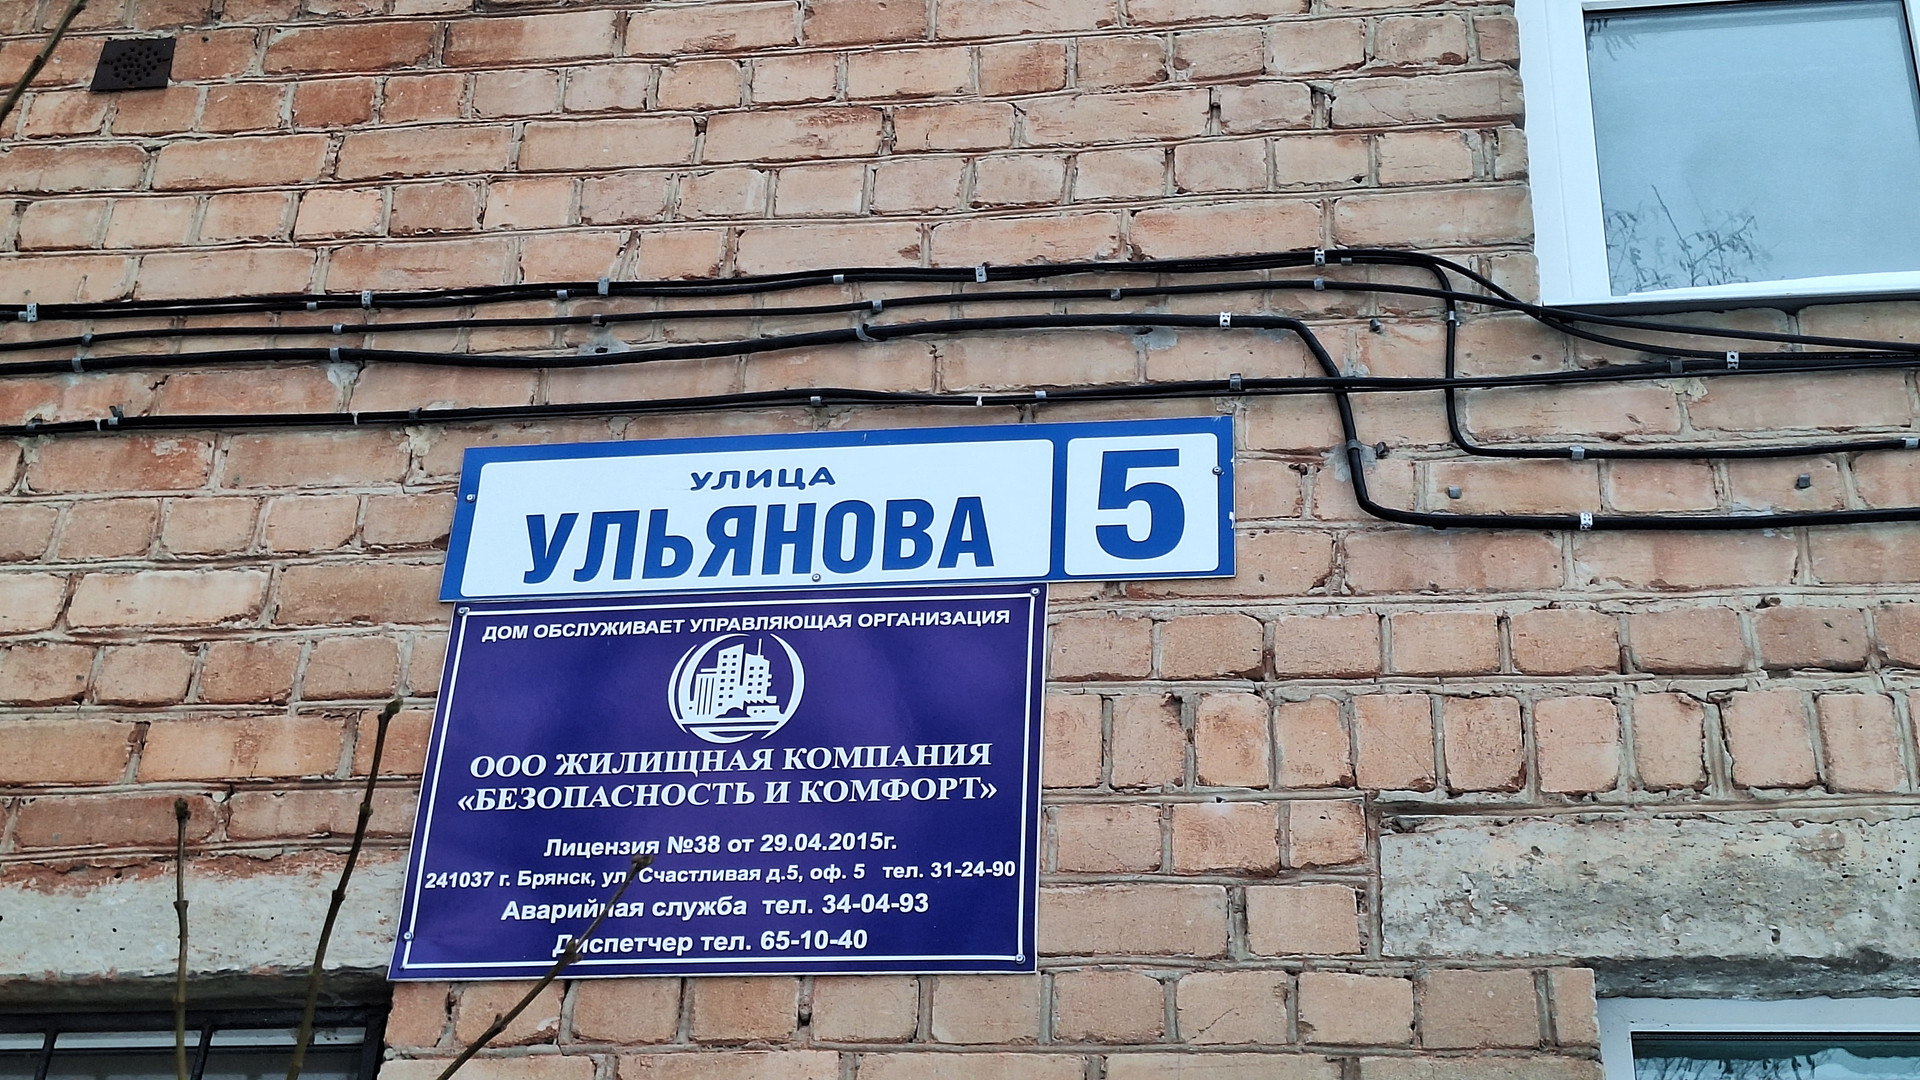 УЛИЦА
УЛЬЯНОВА 5
ДОМ ОБСЛУЖИВАЕТ УПРАВЛЯЮЩАЯ ОРГАНИЗАЦИЯ
ООО ЖИЛИЩНАЯ КОМПАНИЯ
«БЕЗОПАСНОСТЬ И КОМФОРТ»
Лицензия №38 от 29.04.2015г.
241037 г. Брянск, ул. Счастливая д.5, оф. 5 тел. 31-24-90
Аварийная служба тел. 34-04-93
Диспетчер тел. 65-10-40